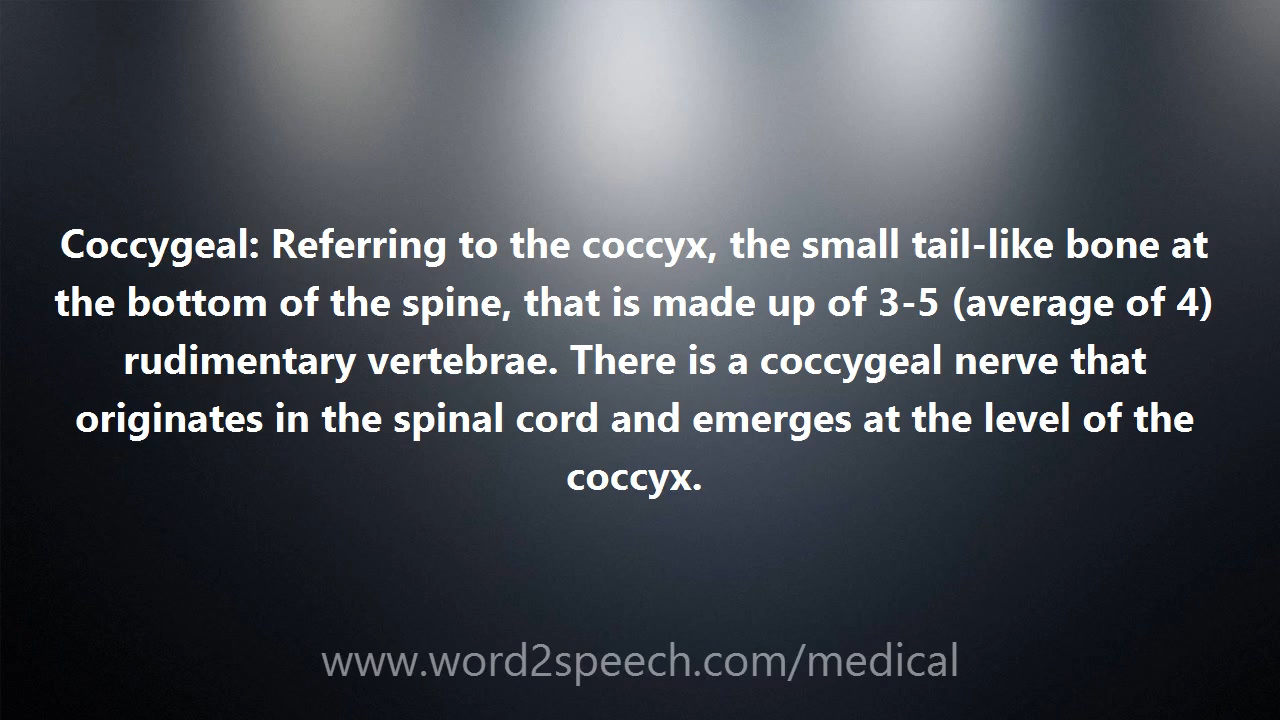 Coccygeal: Referring to the coccyx, the small tail-like bone at
the bottom of the spine, that is made up of 3-5 (average of 4)
rudimentary vertebrae. There is a coccygeal nerve that
originates in the spinal cord and emerges at the level of the
coccyx.
www.word2speech.com/medical